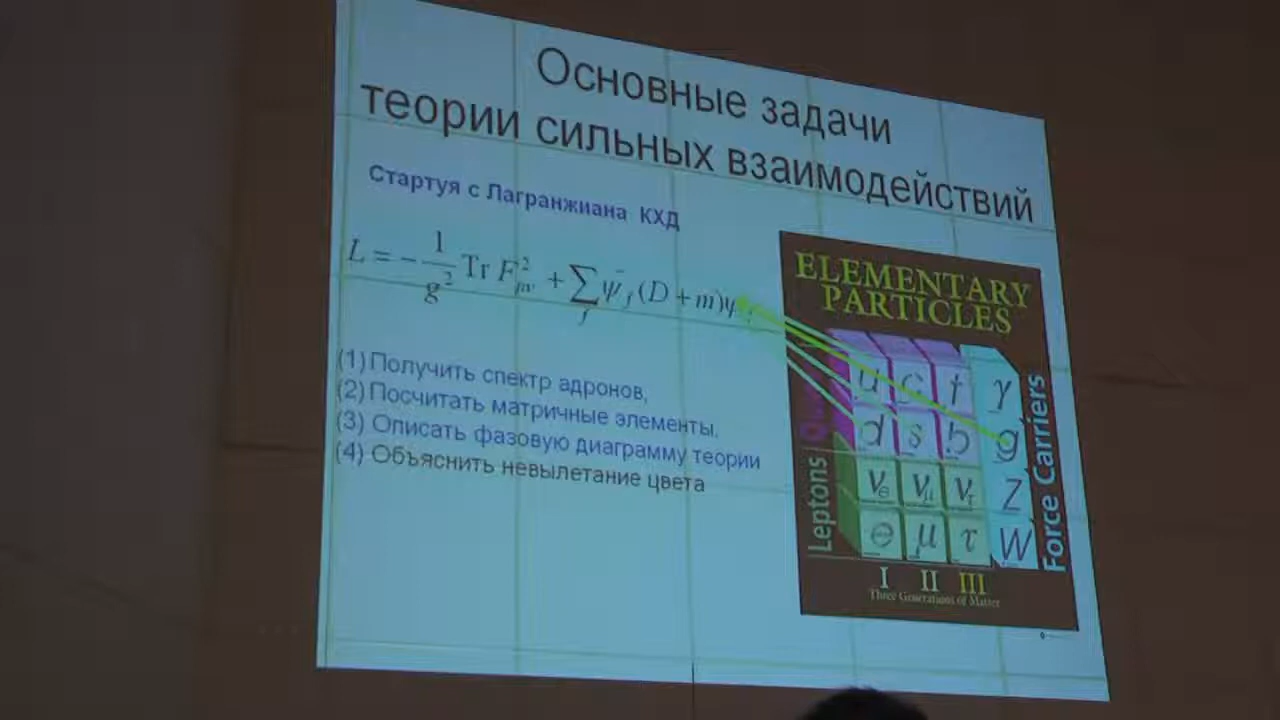 Основные задачи
теории сильных взаимодействий
Стартуя с Лагранжиана КХД
L = - 1/g² Tr F²μν + Σf ψ̄f (D + m)ψ
(1) Получить спектр адронов,
(2) Посчитать матричные элементы.
(3) Описать фазовую диаграмму теории
(4) Объяснить невылетание цвета
ELEMENTARY
PARTICLES
u c t γ
d s b g
νe νμ ντ Z
e μ τ W
Leptons
Force Carriers
I II III
Three Generations of Matter